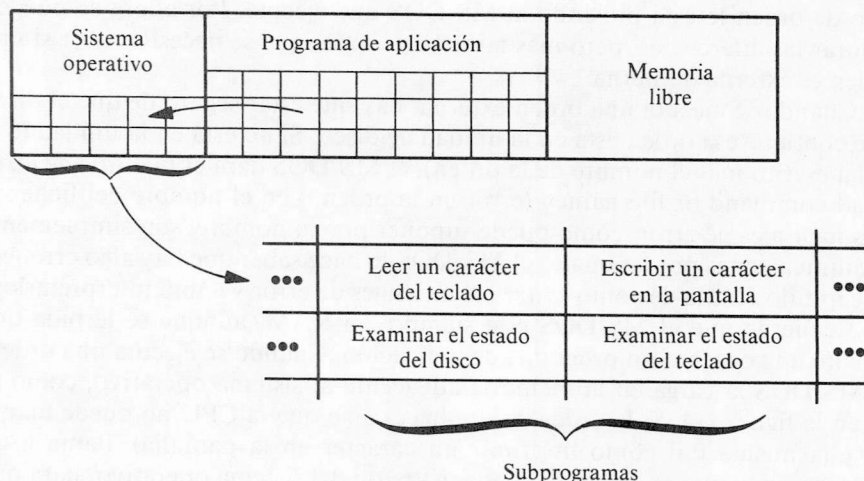 Sistema
operativo
Programa de aplicación
Memoria
libre
Leer un carácter
del teclado
Escribir un carácter
en la pantalla
Examinar el estado
del disco
Examinar el estado
del teclado
Subprogramas